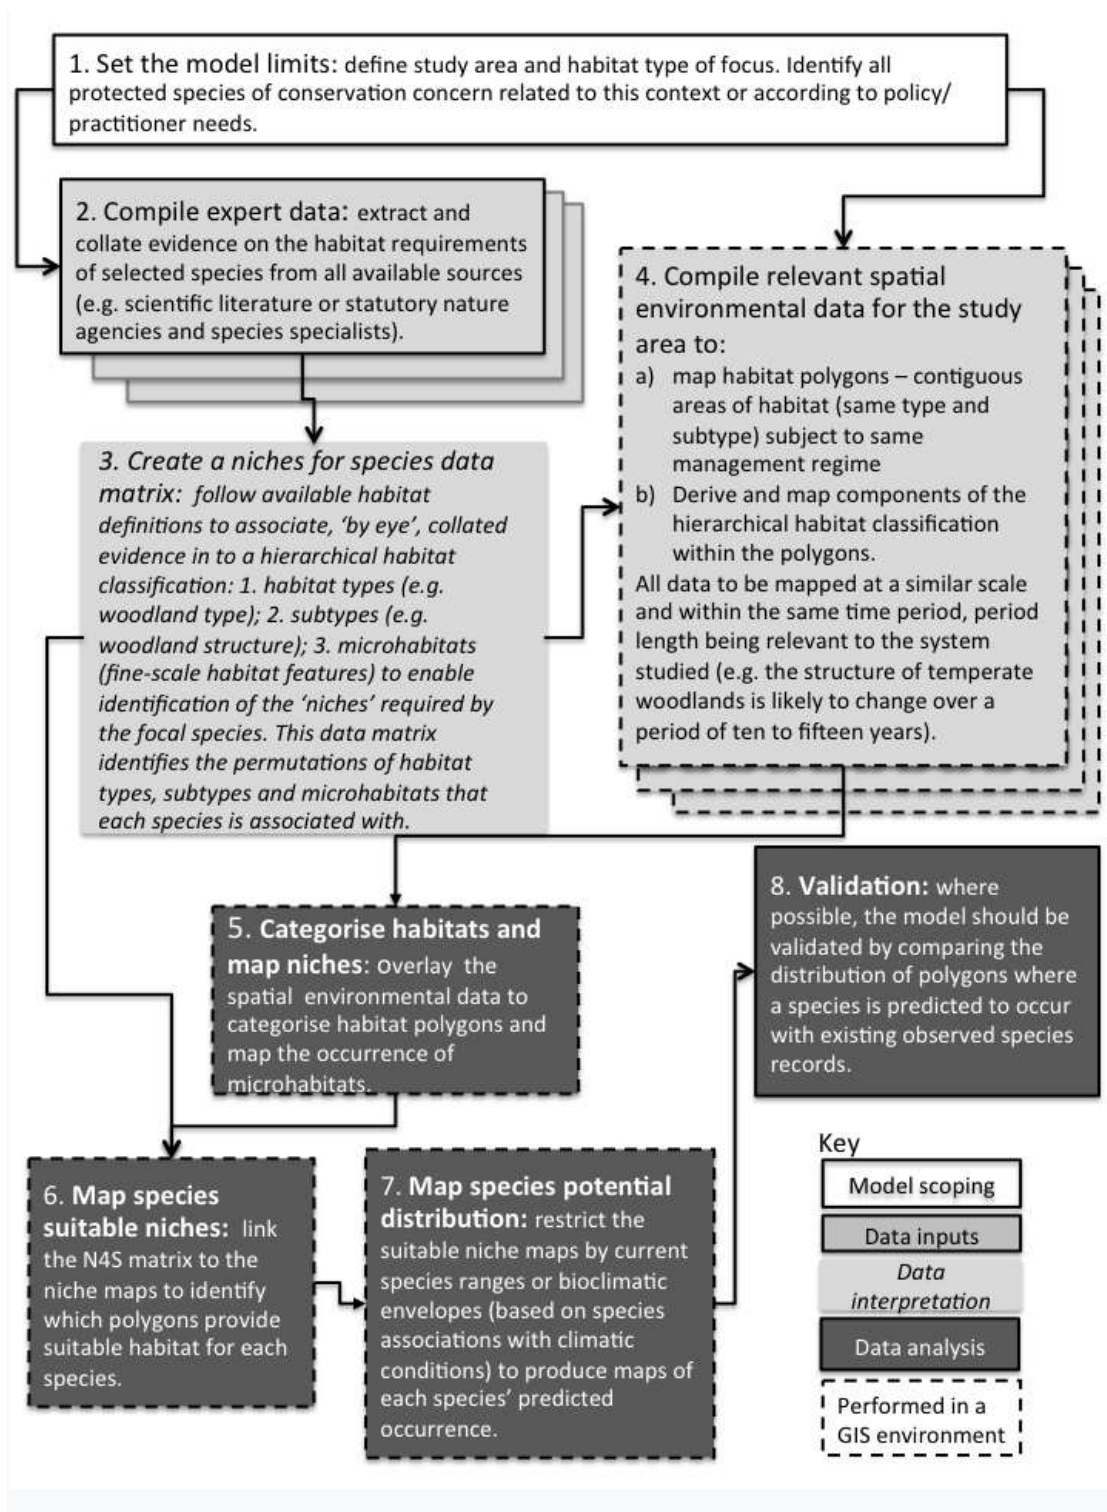 1. Set the model limits: define study area and habitat type of focus. Identify all
protected species of conservation concern related to this context or according to policy/
practitioner needs.
2. Compile expert data: extract and
collate evidence on the habitat requirements
of selected species from all available sources
(e.g. scientific literature or statutory nature
agencies and species specialists).
3. Create a niches for species data
matrix: follow available habitat
definitions to associate, ‘by eye’, collated
evidence in to a hierarchical habitat
classification: 1. habitat types (e.g.
woodland type); 2. subtypes (e.g.
woodland structure); 3. microhabitats
(fine-scale habitat features) to enable
identification of the ‘niches’ required by
the focal species. This data matrix
identifies the permutations of habitat
types, subtypes and microhabitats that
each species is associated with.
4. Compile relevant spatial
environmental data for the study
area to:
a) map habitat polygons – contiguous
areas of habitat (same type and
subtype) subject to same
management regime
b) Derive and map components of the
hierarchical habitat classification
within the polygons.
All data to be mapped at a similar scale
and within the same time period, period
length being relevant to the system
studied (e.g. the structure of temperate
woodlands is likely to change over a
period of ten to fifteen years).
5. Categorise habitats and
map niches: overlay the
spatial environmental data to
categorise habitat polygons and
map the occurrence of
microhabitats.
6. Map species
suitable niches: link
the N4S matrix to the
niche maps to identify
which polygons provide
suitable habitat for each
species.
7. Map species potential
distribution: restrict the
suitable niche maps by current
species ranges or bioclimatic
envelopes (based on species
associations with climatic
conditions) to produce maps of
each species’ predicted
occurrence.
8. Validation: where
possible, the model should be
validated by comparing the
distribution of polygons where
a species is predicted to occur
with existing observed species
records.
Key
Model scoping
Data inputs
Data
interpretation
Data analysis
Performed in a
GIS environment